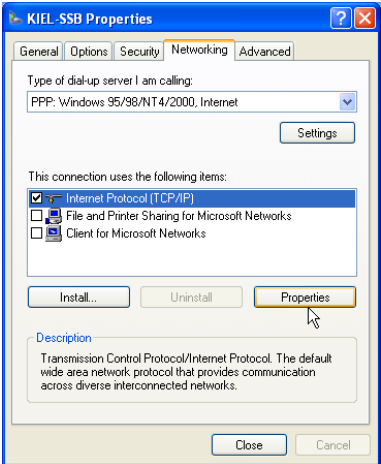 KIEL-SSB Properties
General Options Security Networking Advanced
Type of dial-up server I am calling:
PPP: Windows 95/98/NT4/2000, Internet
Settings
This connection uses the following items:
Internet Protocol (TCP/IP)
File and Printer Sharing for Microsoft Networks
Client for Microsoft Networks
Install... Uninstall Properties
Description
Transmission Control Protocol/Internet Protocol. The default
wide area network protocol that provides communication
across diverse interconnected networks.
Close Cancel